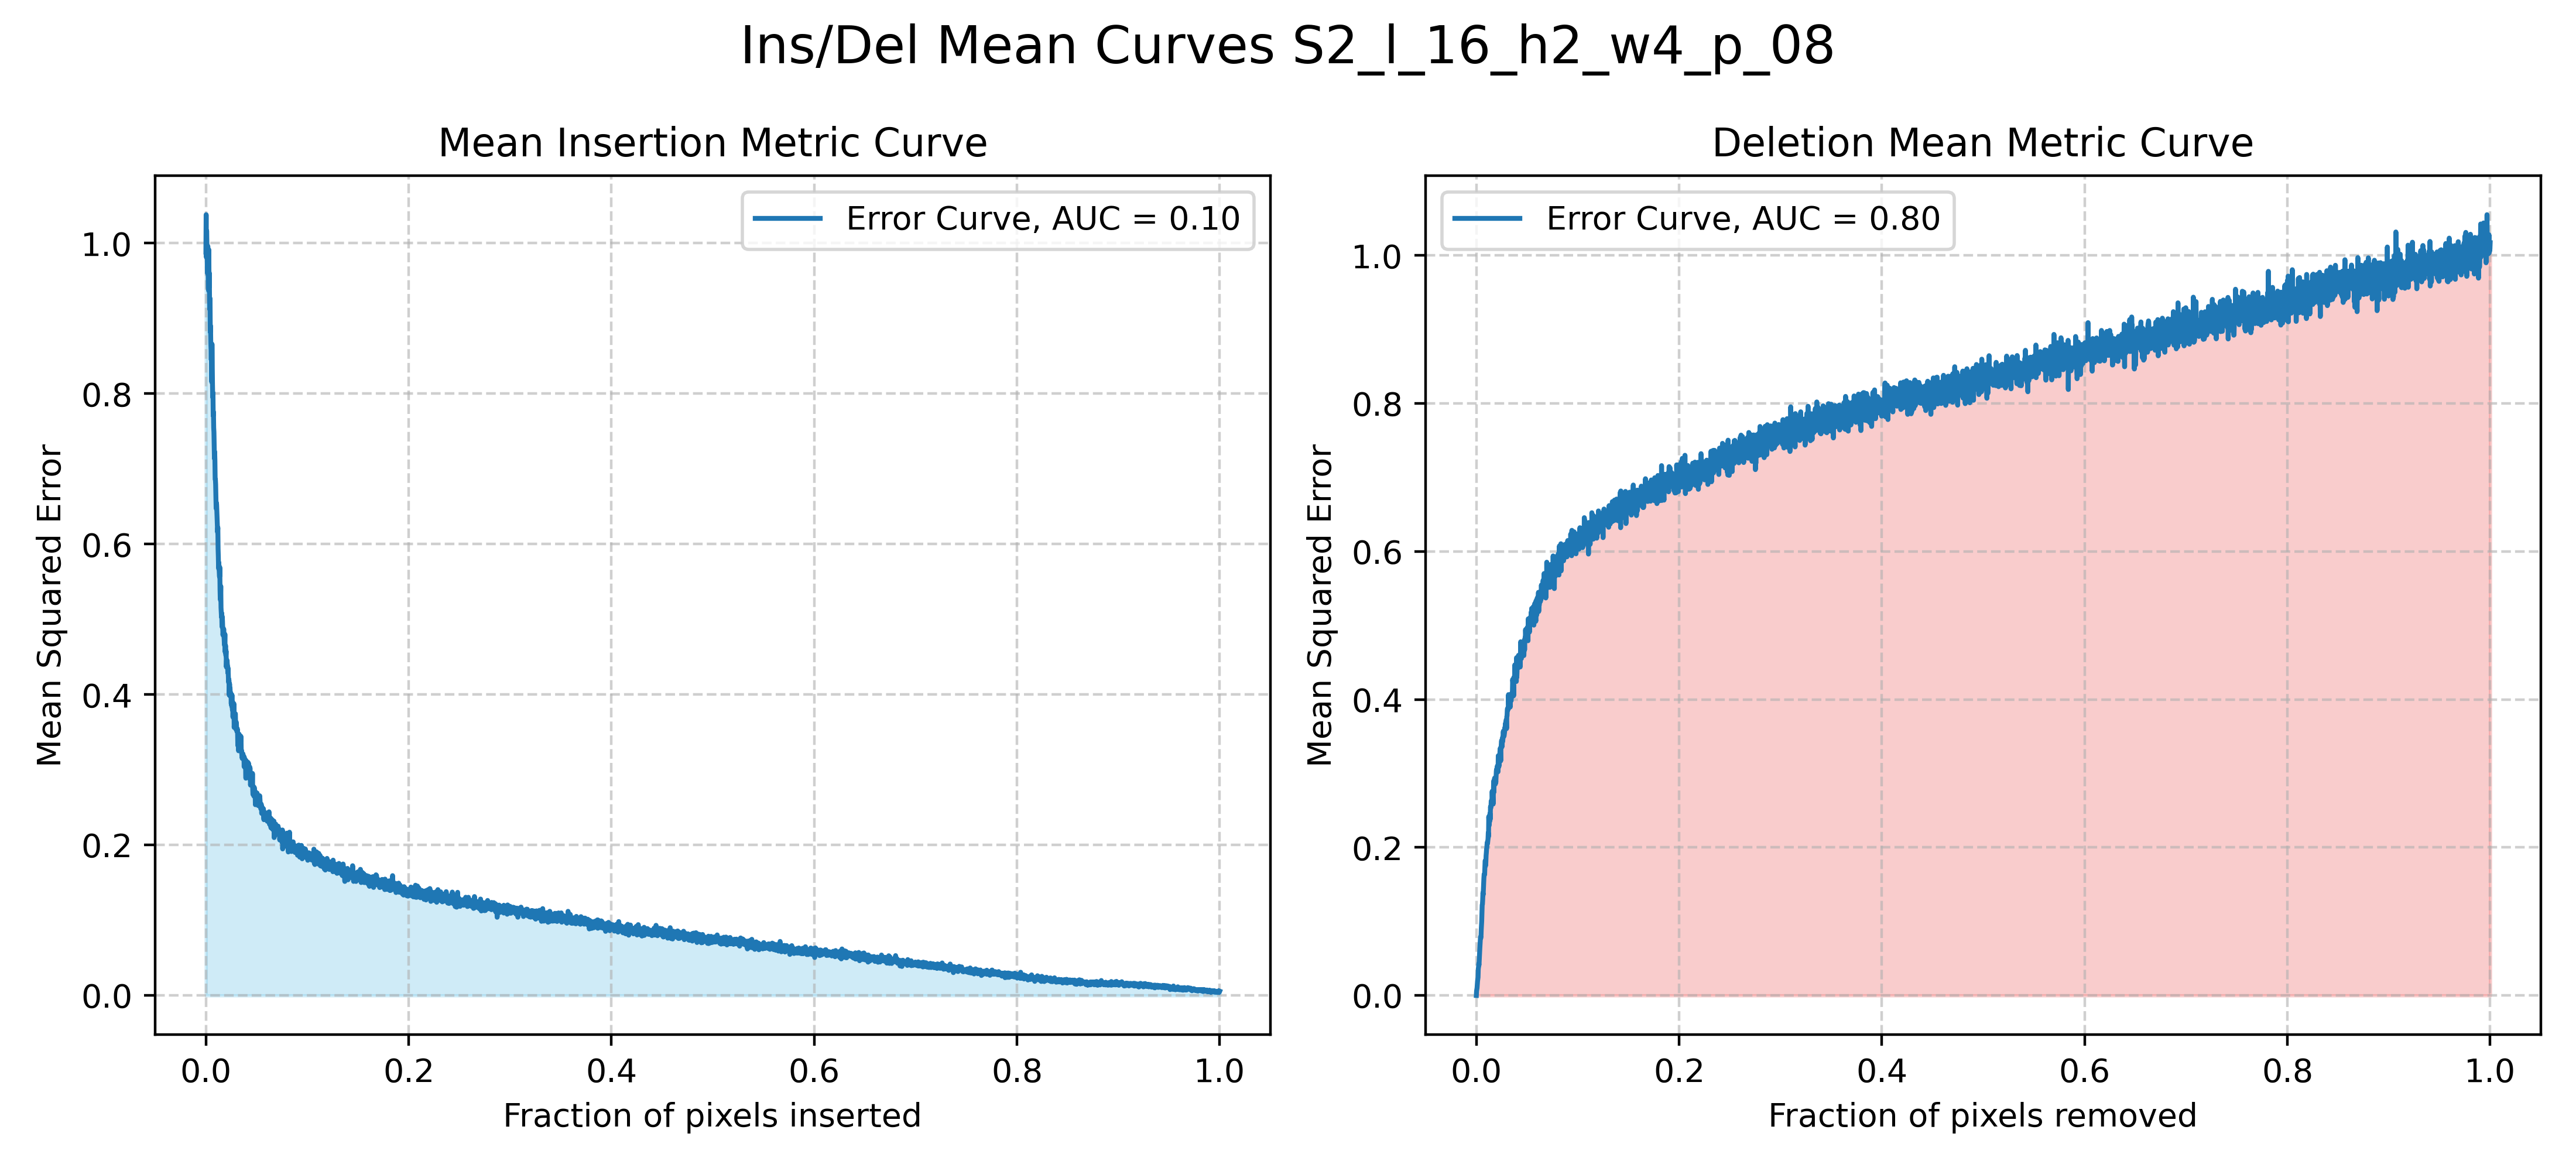 Ins/Del Mean Curves S2_l_16_h2_w4_p_08
Mean Insertion Metric Curve
Error Curve, AUC = 0.10
Mean Squared Error
1.0
0.8
0.6
0.4
0.2
0.0
0.0 0.2 0.4 0.6 0.8 1.0
Fraction of pixels inserted
Deletion Mean Metric Curve
Error Curve, AUC = 0.80
Mean Squared Error
1.0
0.8
0.6
0.4
0.2
0.0
0.0 0.2 0.4 0.6 0.8 1.0
Fraction of pixels removed